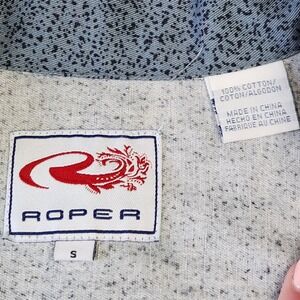 100% COTTON/
COTON/ALGODON
MADE IN CHINA
HECHO EN CHINA
FABRIQUE AU CHINE
ROPER
S